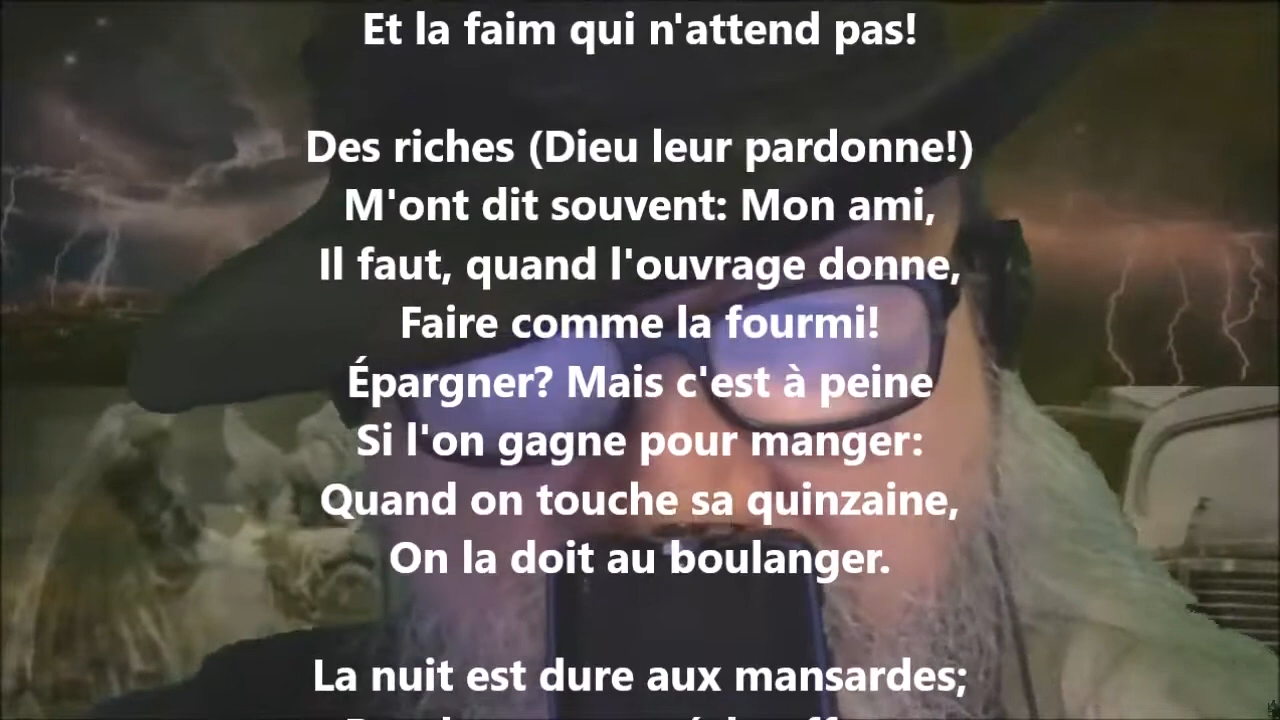 Et la faim qui n'attend pas!
Des riches (Dieu leur pardonne!)
M'ont dit souvent: Mon ami,
Il faut, quand l'ouvrage donne,
Faire comme la fourmi!
Épargner? Mais c'est à peine
Si l'on gagne pour manger:
Quand on touche sa quinzaine,
On la doit au boulanger.
La nuit est dure aux mansardes;